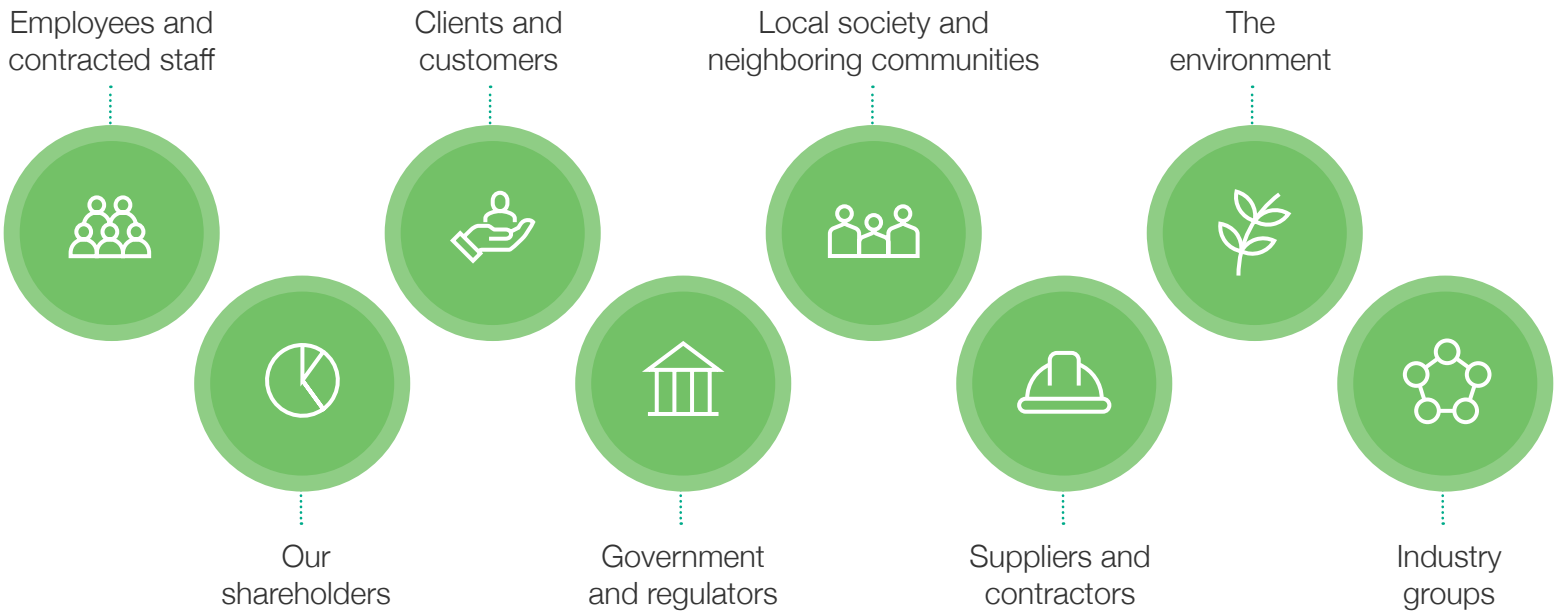 Employees and
contracted staff
Clients and
customers
Local society and
neighboring communities
The
environment
Our
shareholders
Government
and regulators
Suppliers and
contractors
Industry
groups